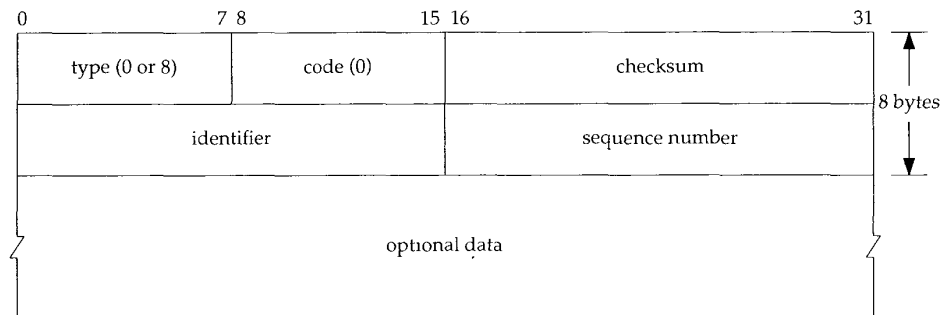 0 7 8 15 16 31
type (0 or 8) code (0) checksum
8 bytes
identifier sequence number
optional data